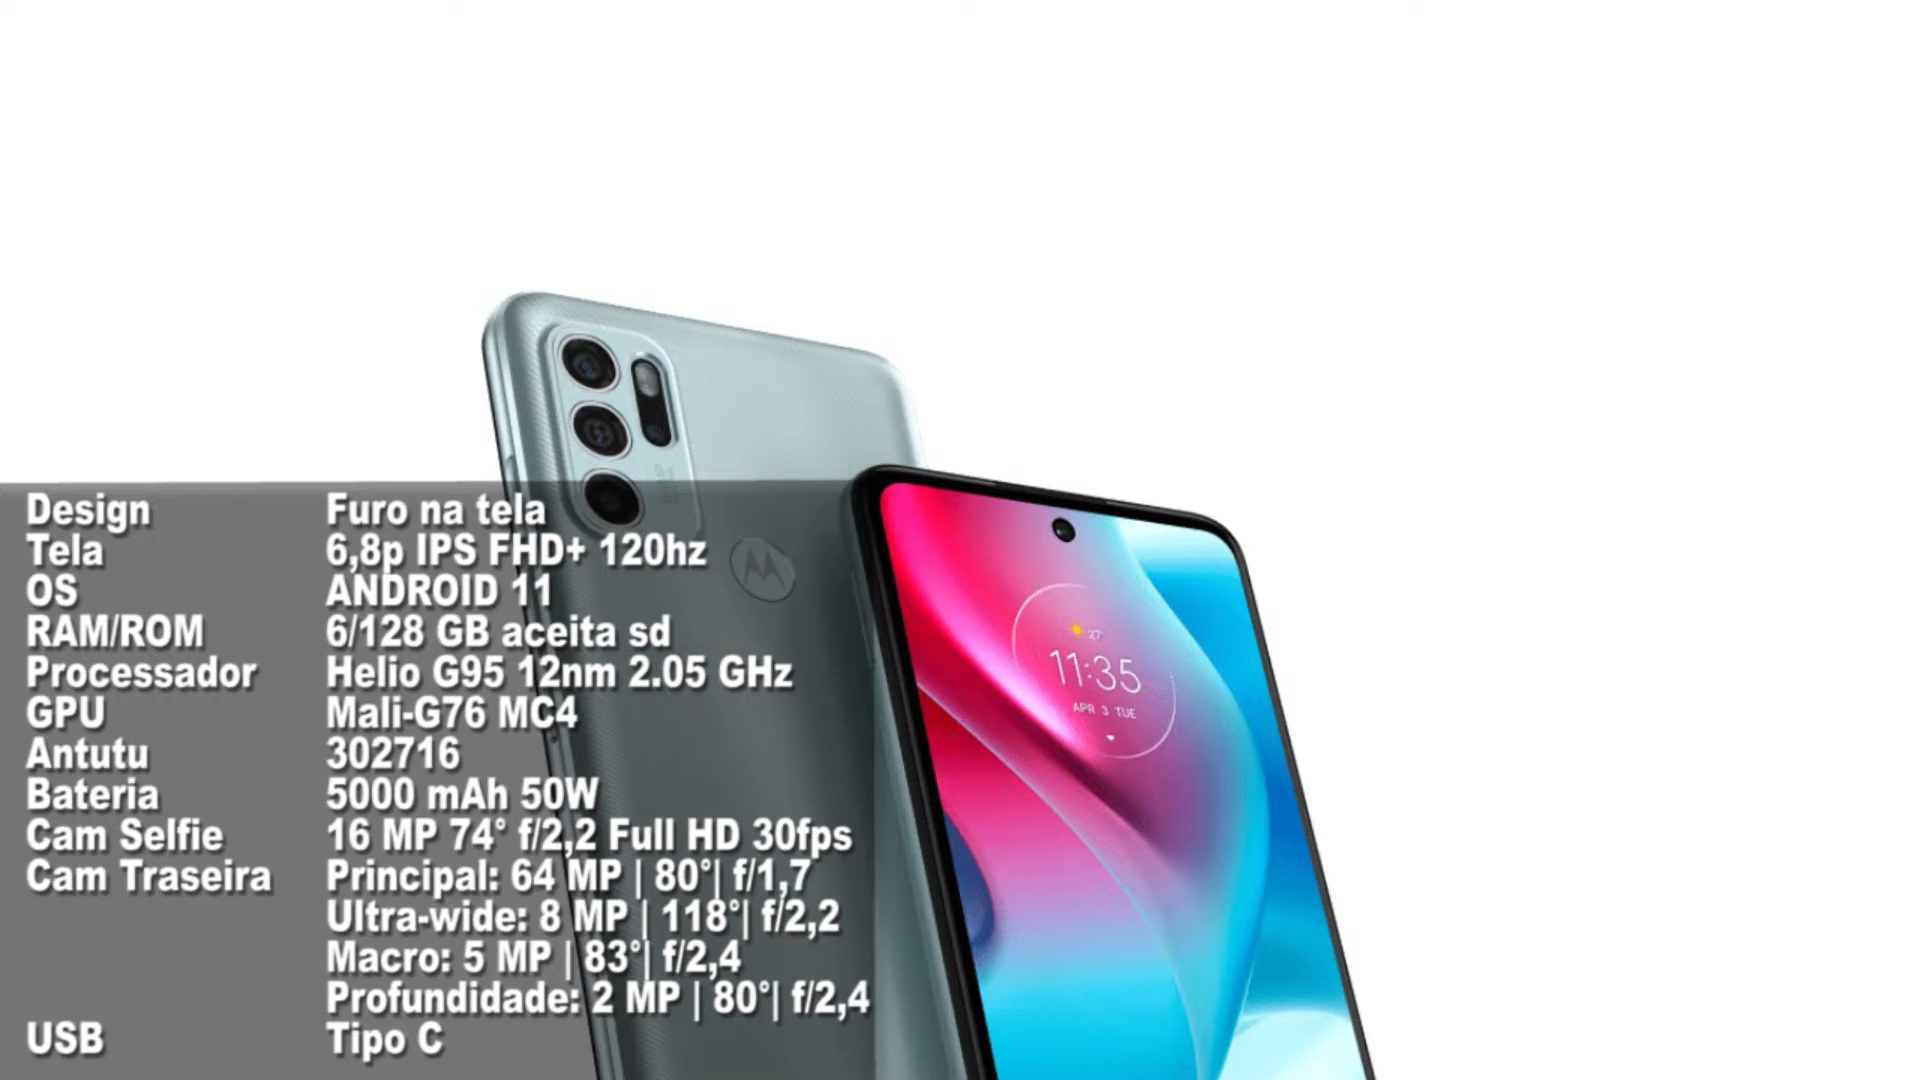 Design Furo na tela
Tela 6,8p IPS FHD+ 120hz
OS ANDROID 11
RAM/ROM 6/128 GB aceita sd
Processador Helio G95 12nm 2.05 GHz
GPU Mali-G76 MC4
Antutu 302716
Bateria 5000 mAh 50W
Cam Selfie 16 MP 74° f/2,2 Full HD 30fps
Cam Traseira Principal: 64 MP | 80°| f/1,7
Ultra-wide: 8 MP | 118°| f/2,2
Macro: 5 MP | 83°| f/2,4
Profundidade: 2 MP | 80°| f/2,4
USB Tipo C
27°
11:35
APR 3 TUE